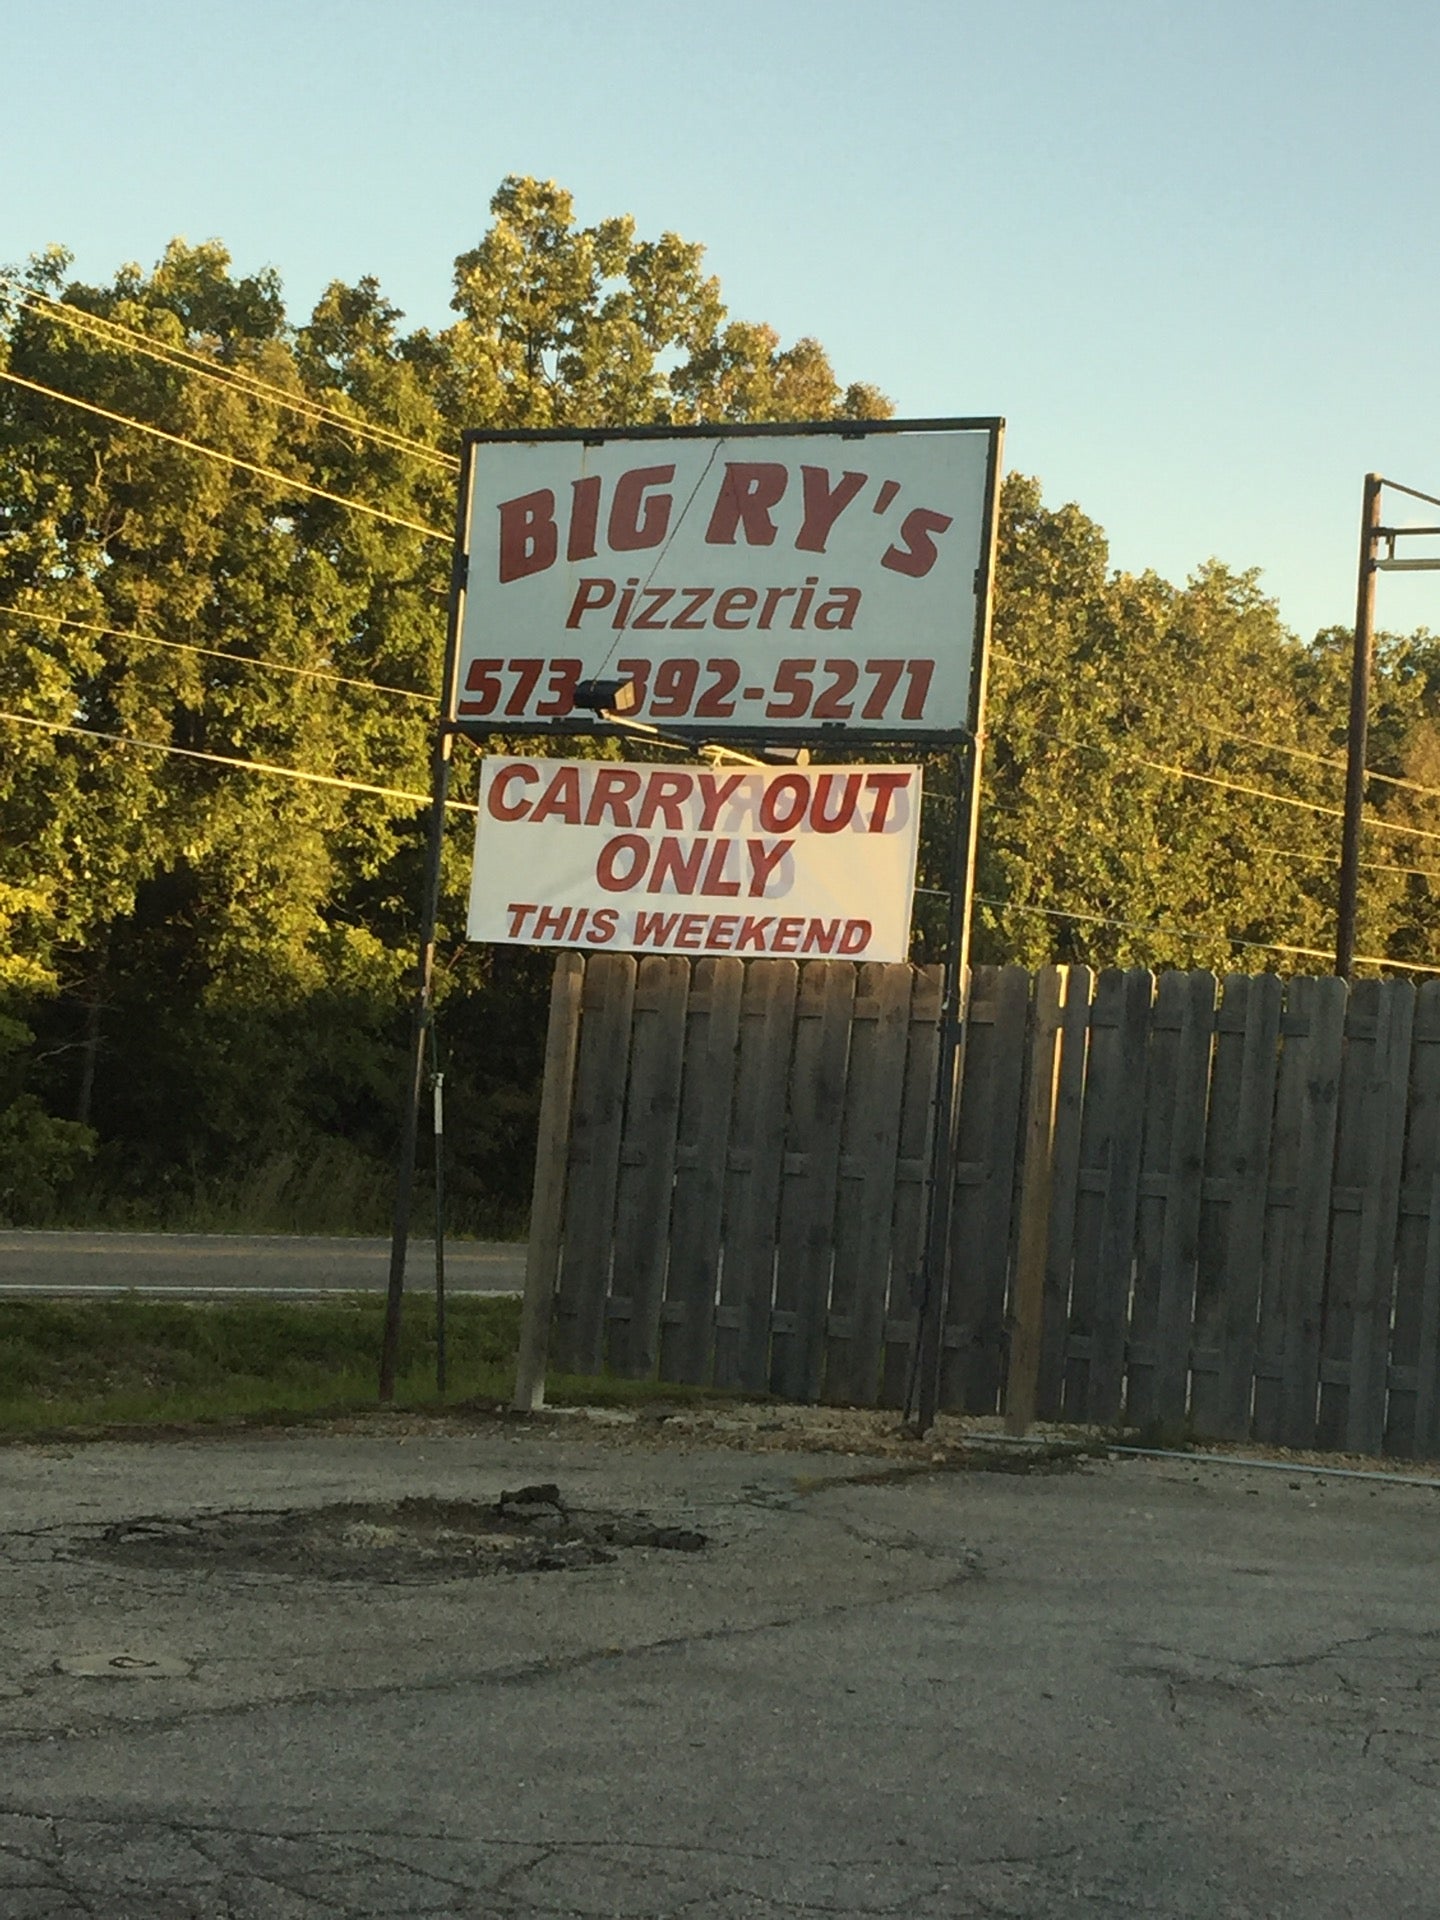 BIG RY's
Pizzeria
573-392-5271
CARRY OUT
ONLY
THIS WEEKEND